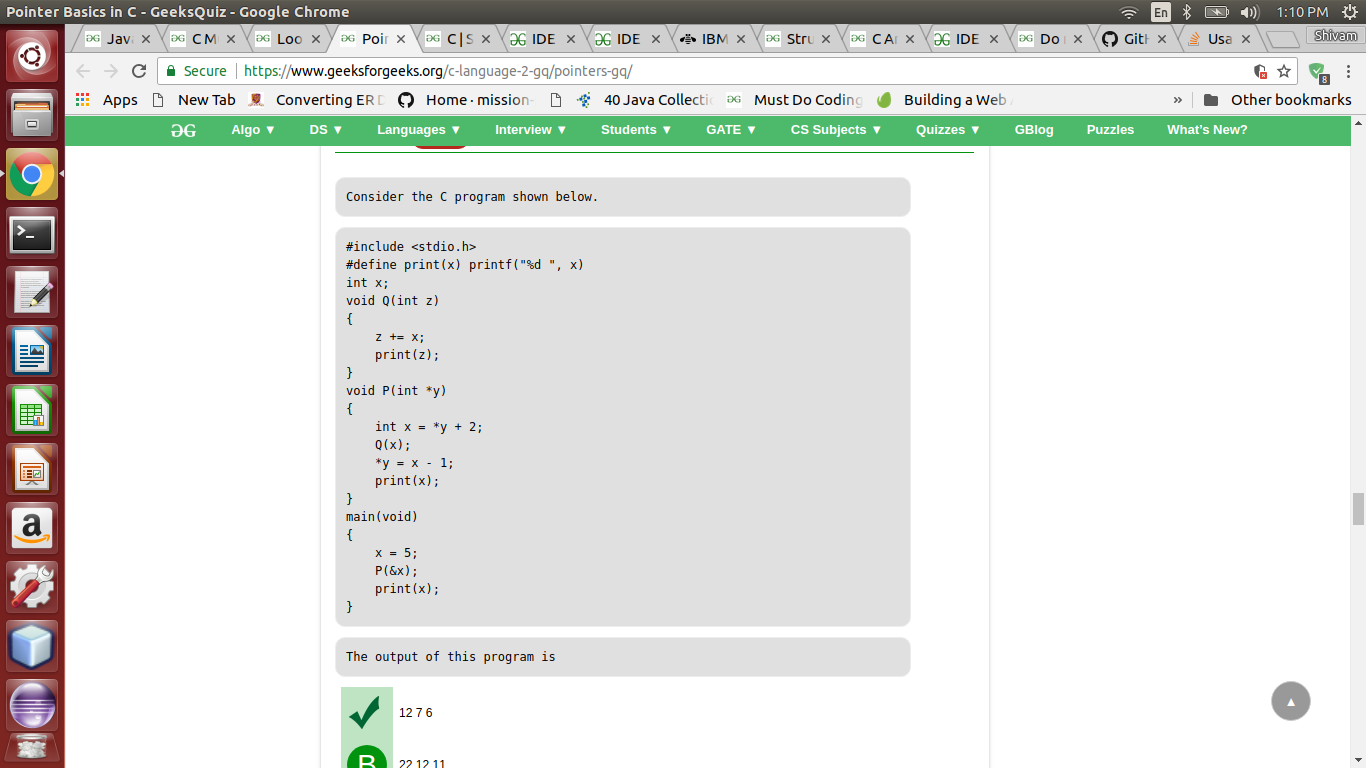 Pointer Basics in C - GeeksQuiz - Google Chrome
En
1:10 PM
Java
C M
Loo
Poin
C | S
IDE
IDE
IBM
Stru
C Ar
IDE
Do
GitH
Usa
Shivam
Secure
https://www.geeksforgeeks.org/c-language-2-gq/pointers-gq/
8
Apps
New Tab
Converting ER D
Home · mission-
40 Java Collectio
Must Do Coding
Building a Web
»
Other bookmarks
Algo ▼
DS ▼
Languages ▼
Interview ▼
Students ▼
GATE ▼
CS Subjects ▼
Quizzes ▼
GBlog
Puzzles
What's New?
Consider the C program shown below.
#include <stdio.h>
#define print(x) printf("%d ", x)
int x;
void Q(int z)
{
z += x;
print(z);
}
void P(int *y)
{
int x = *y + 2;
Q(x);
*y = x - 1;
print(x);
}
main(void)
{
x = 5;
P(&x);
print(x);
}
The output of this program is
12 7 6
B
22 12 11